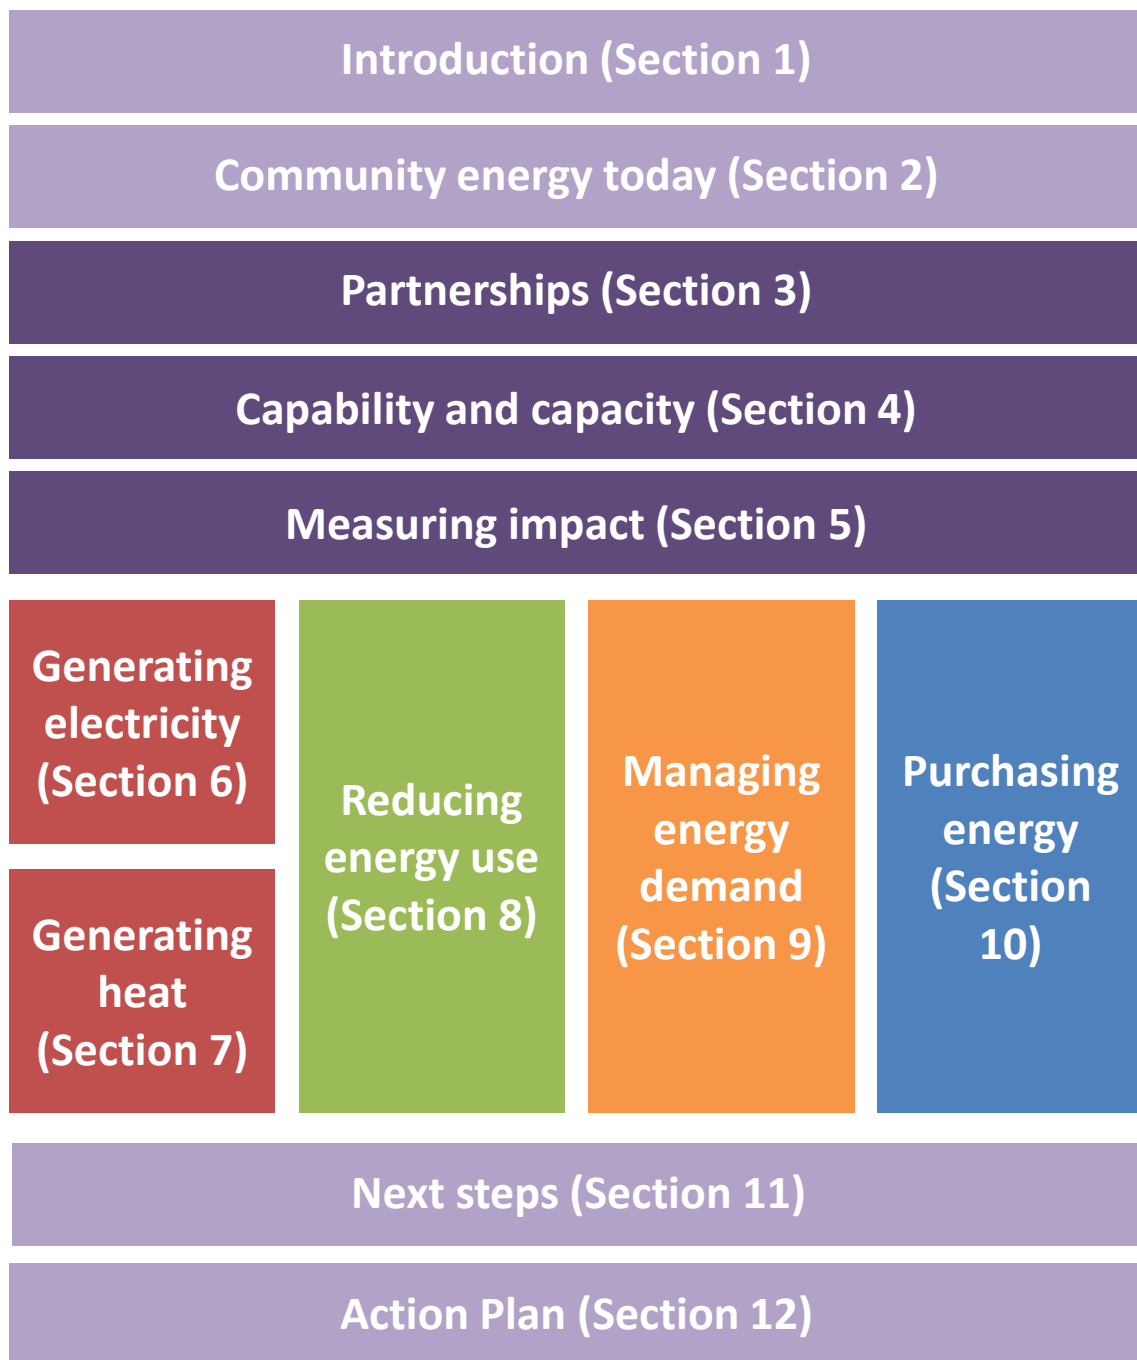 Introduction (Section 1)
Community energy today (Section 2)
Partnerships (Section 3)
Capability and capacity (Section 4)
Measuring impact (Section 5)
Generating
electricity
(Section 6)
Generating
heat
(Section 7)
Reducing
energy use
(Section 8)
Managing
energy
demand
(Section 9)
Purchasing
energy
(Section
10)
Next steps (Section 11)
Action Plan (Section 12)